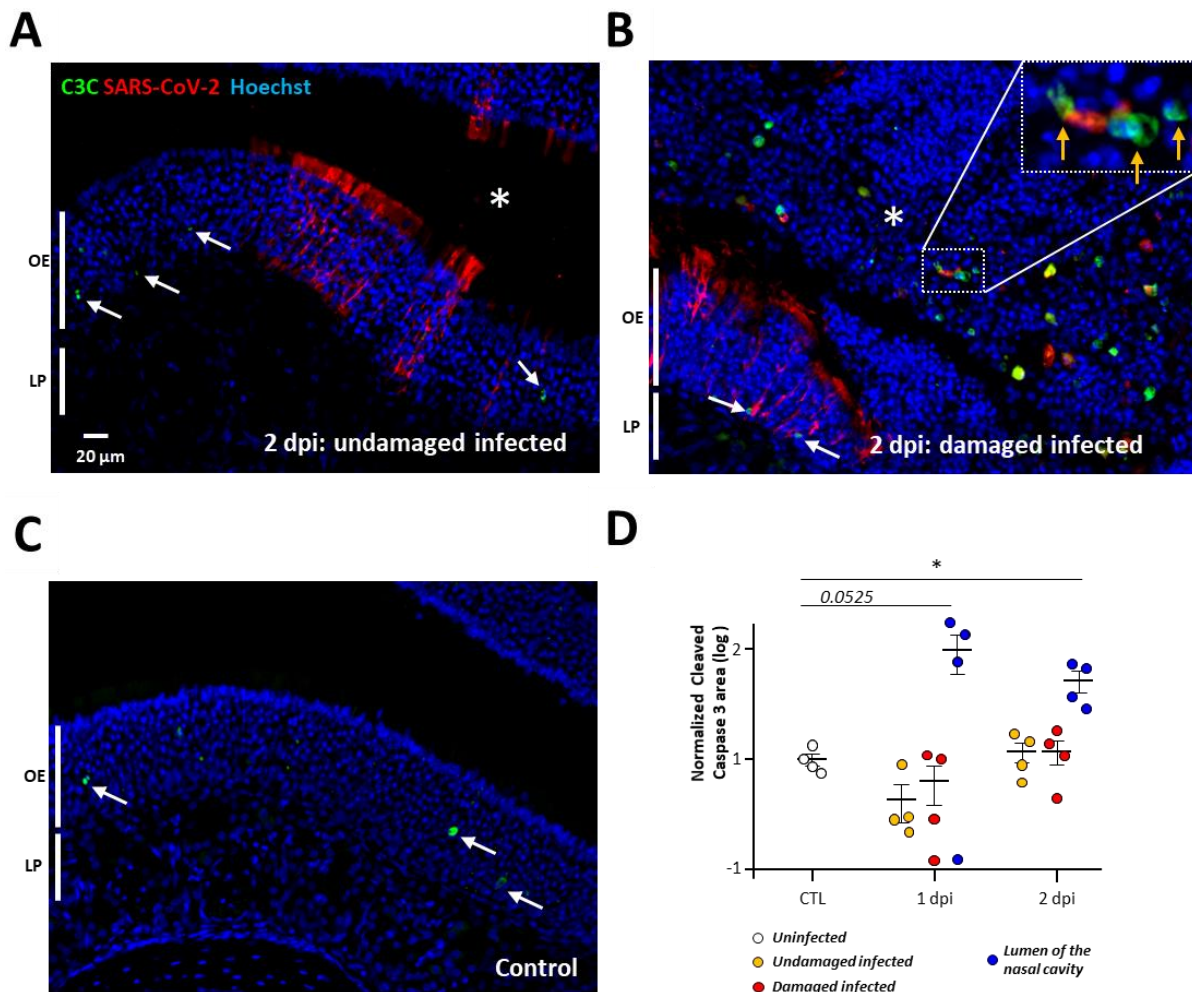 A
C3C SARS-CoV-2 Hoechst
*
OE
LP
20 µm
2 dpi: undamaged infected
B
*
OE
LP
2 dpi: damaged infected
C
OE
LP
Control
D
*
0.0525
Normalized Cleaved
Caspase 3 area (log )
2
1
-1
CTL
1 dpi
2 dpi
Uninfected
Undamaged infected
Damaged infected
Lumen of the
nasal cavity